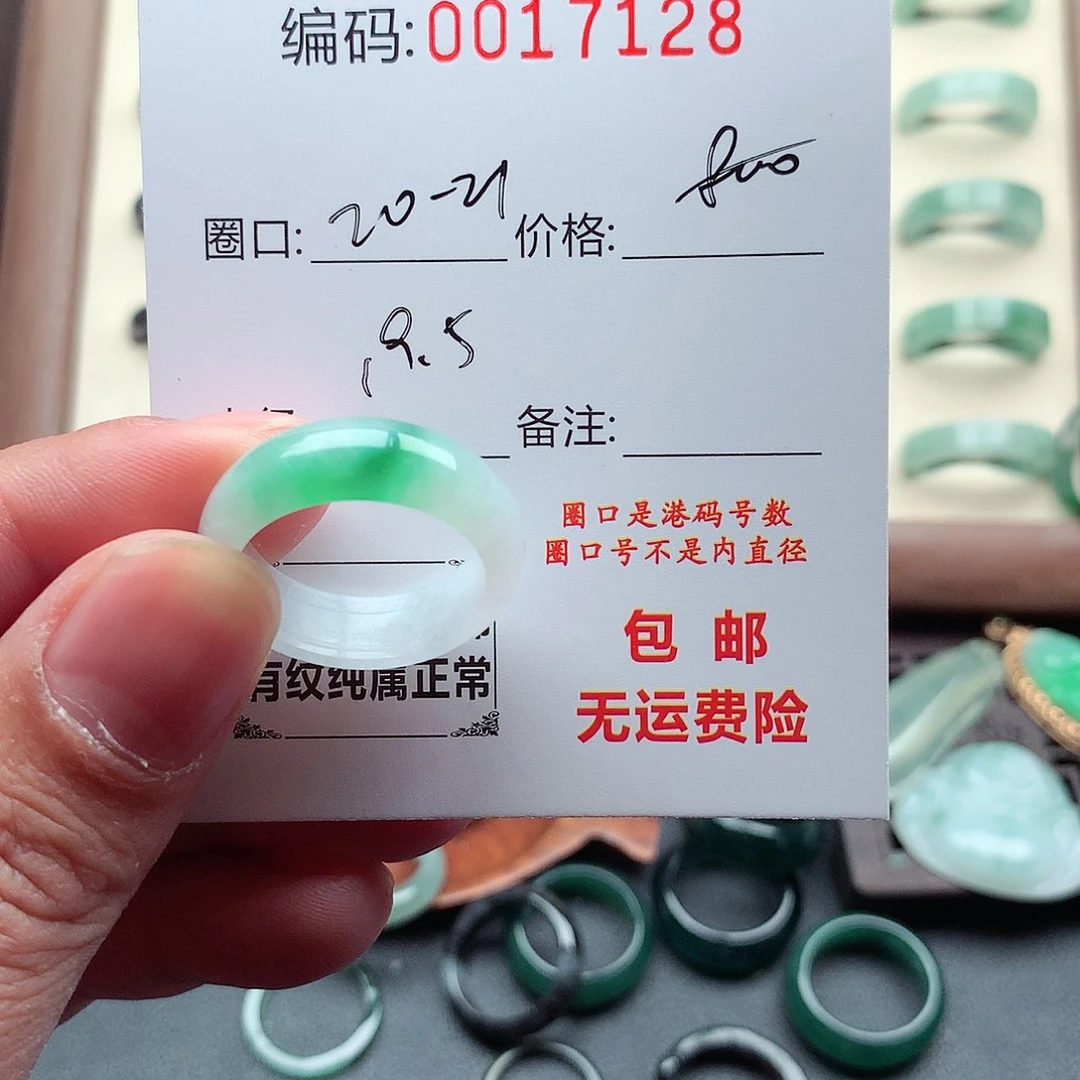 编码:0017128
圈口: 20-21 价格: 800
19.5
备注:
圈口是港码号数
圈口号不是内直径
包邮
有纹纯属正常
无运费险